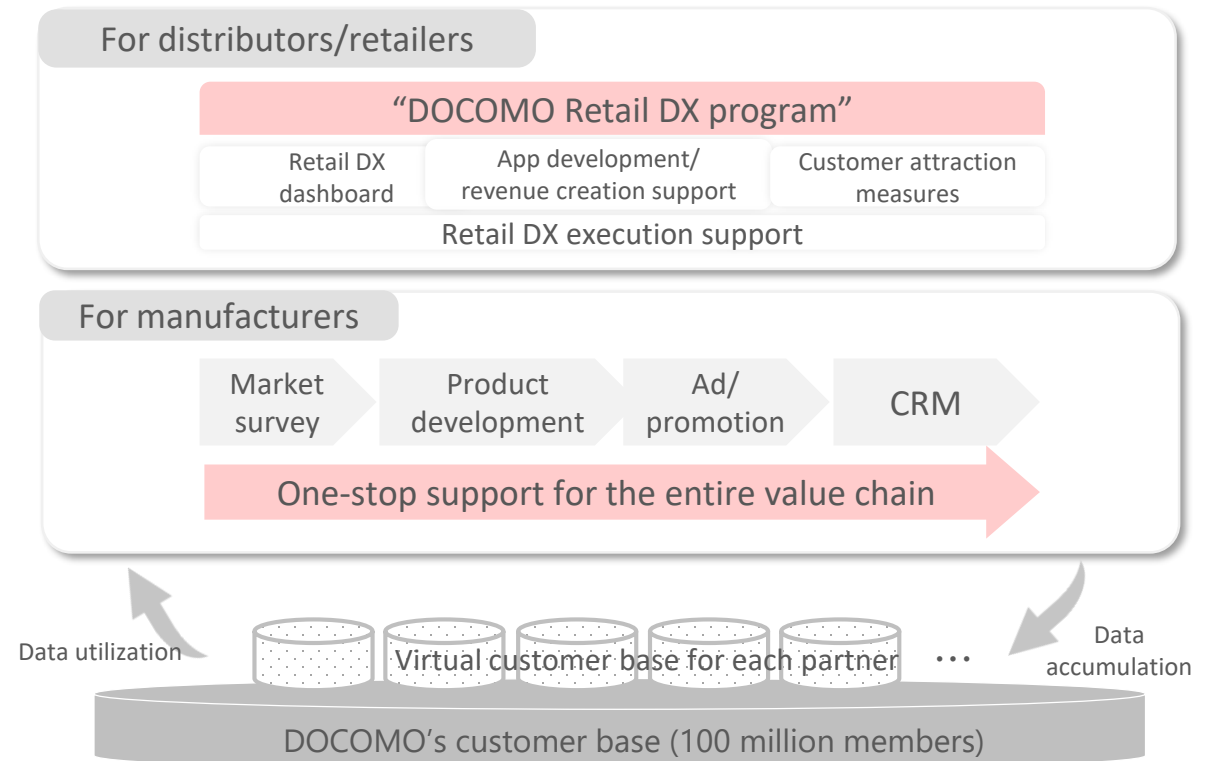 For distributors/retailers
“DOCOMO Retail DX program”
Retail DX
dashboard
App development/
revenue creation support
Customer attraction
measures
Retail DX execution support
For manufacturers
Market
survey
Product
development
Ad/
promotion
CRM
One-stop support for the entire value chain
Data utilization
Virtual customer base for each partner
…
Data
accumulation
DOCOMO’s customer base (100 million members)